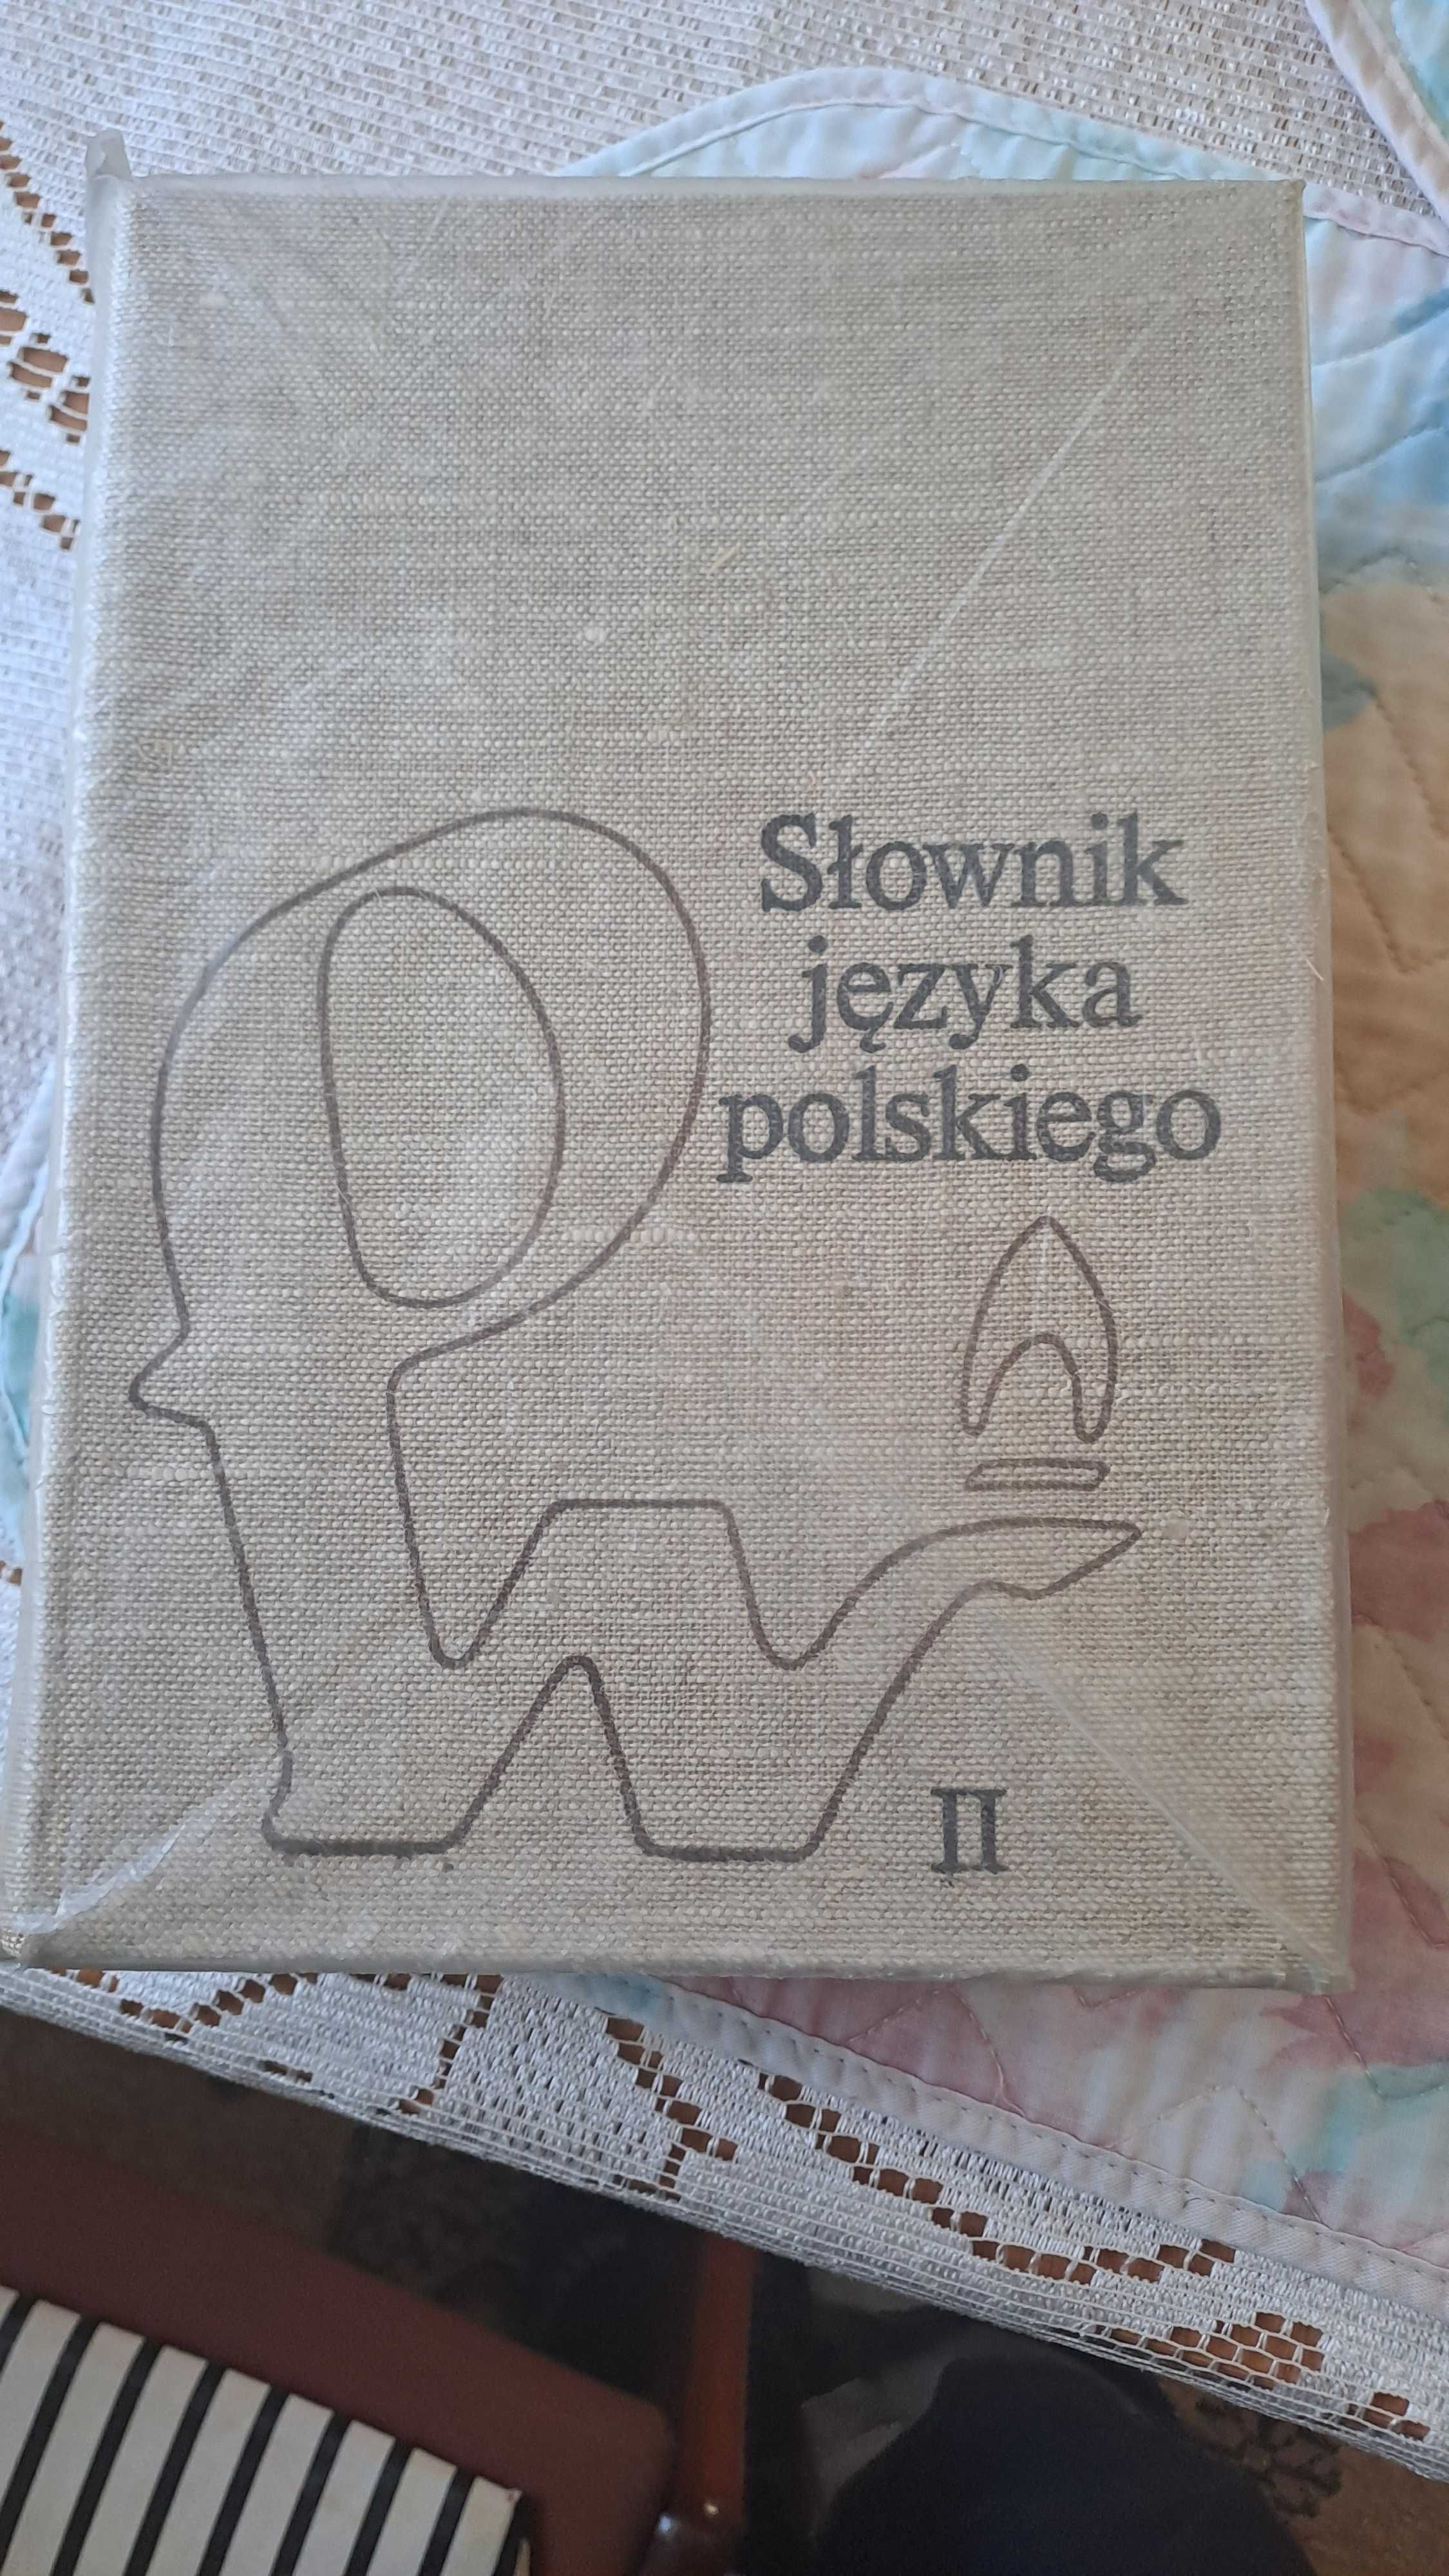 Słownik
języka
polskiego
II